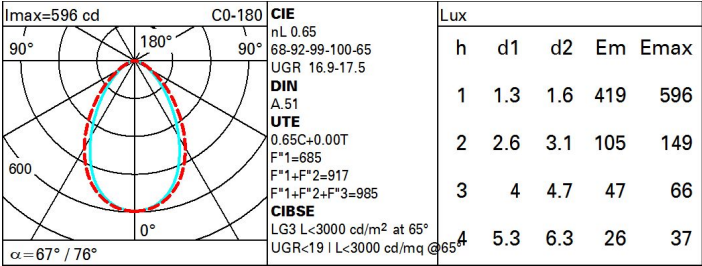 Imax=596 cd C0-180
90° 180° 90°
600
0°
α=67° / 76°
CIE
nL 0.65
68-92-99-100-65
UGR 16.9-17.5
DIN
A.51
UTE
0.65C+0.00T
F"1=685
F"1+F"2=917
F"1+F"2+F"3=985
CIBSE
LG3 L<3000 cd/m² at 65°
UGR<19 | L<3000 cd/mq @65°
Lux
h d1 d2 Em Emax
1 1.3 1.6 419 596
2 2.6 3.1 105 149
3 4 4.7 47 66
4 5.3 6.3 26 37